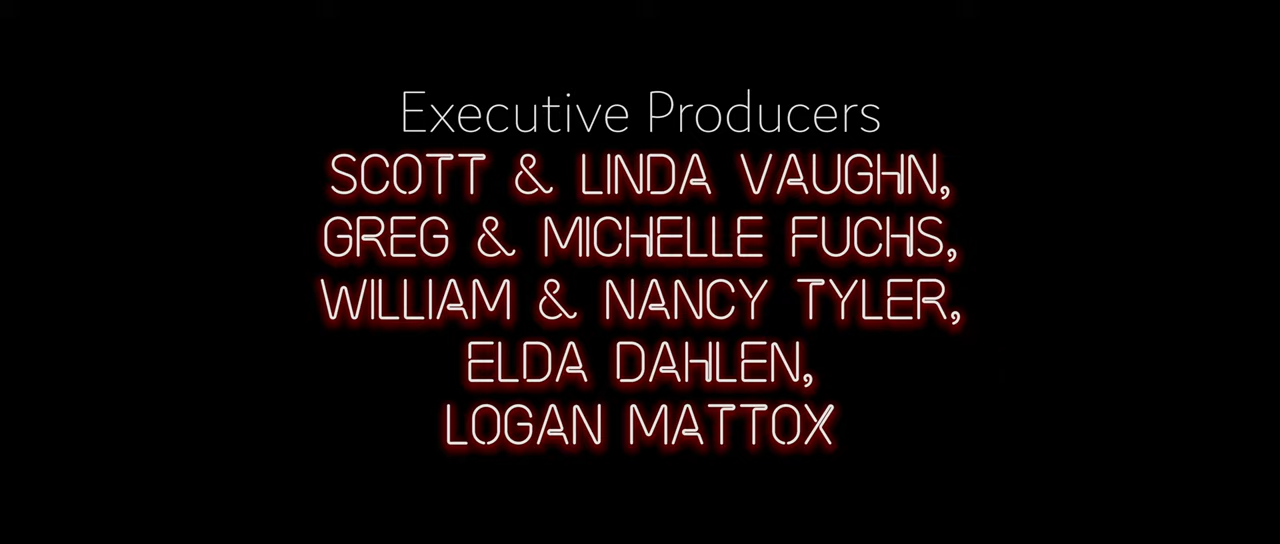 Executive Producers
SCOTT & LINDA VAUGHN,
GREG & MICHELLE FUCHS,
WILLIAM & NANCY TYLER,
ELDA DAHLEN,
LOGAN MATTOX